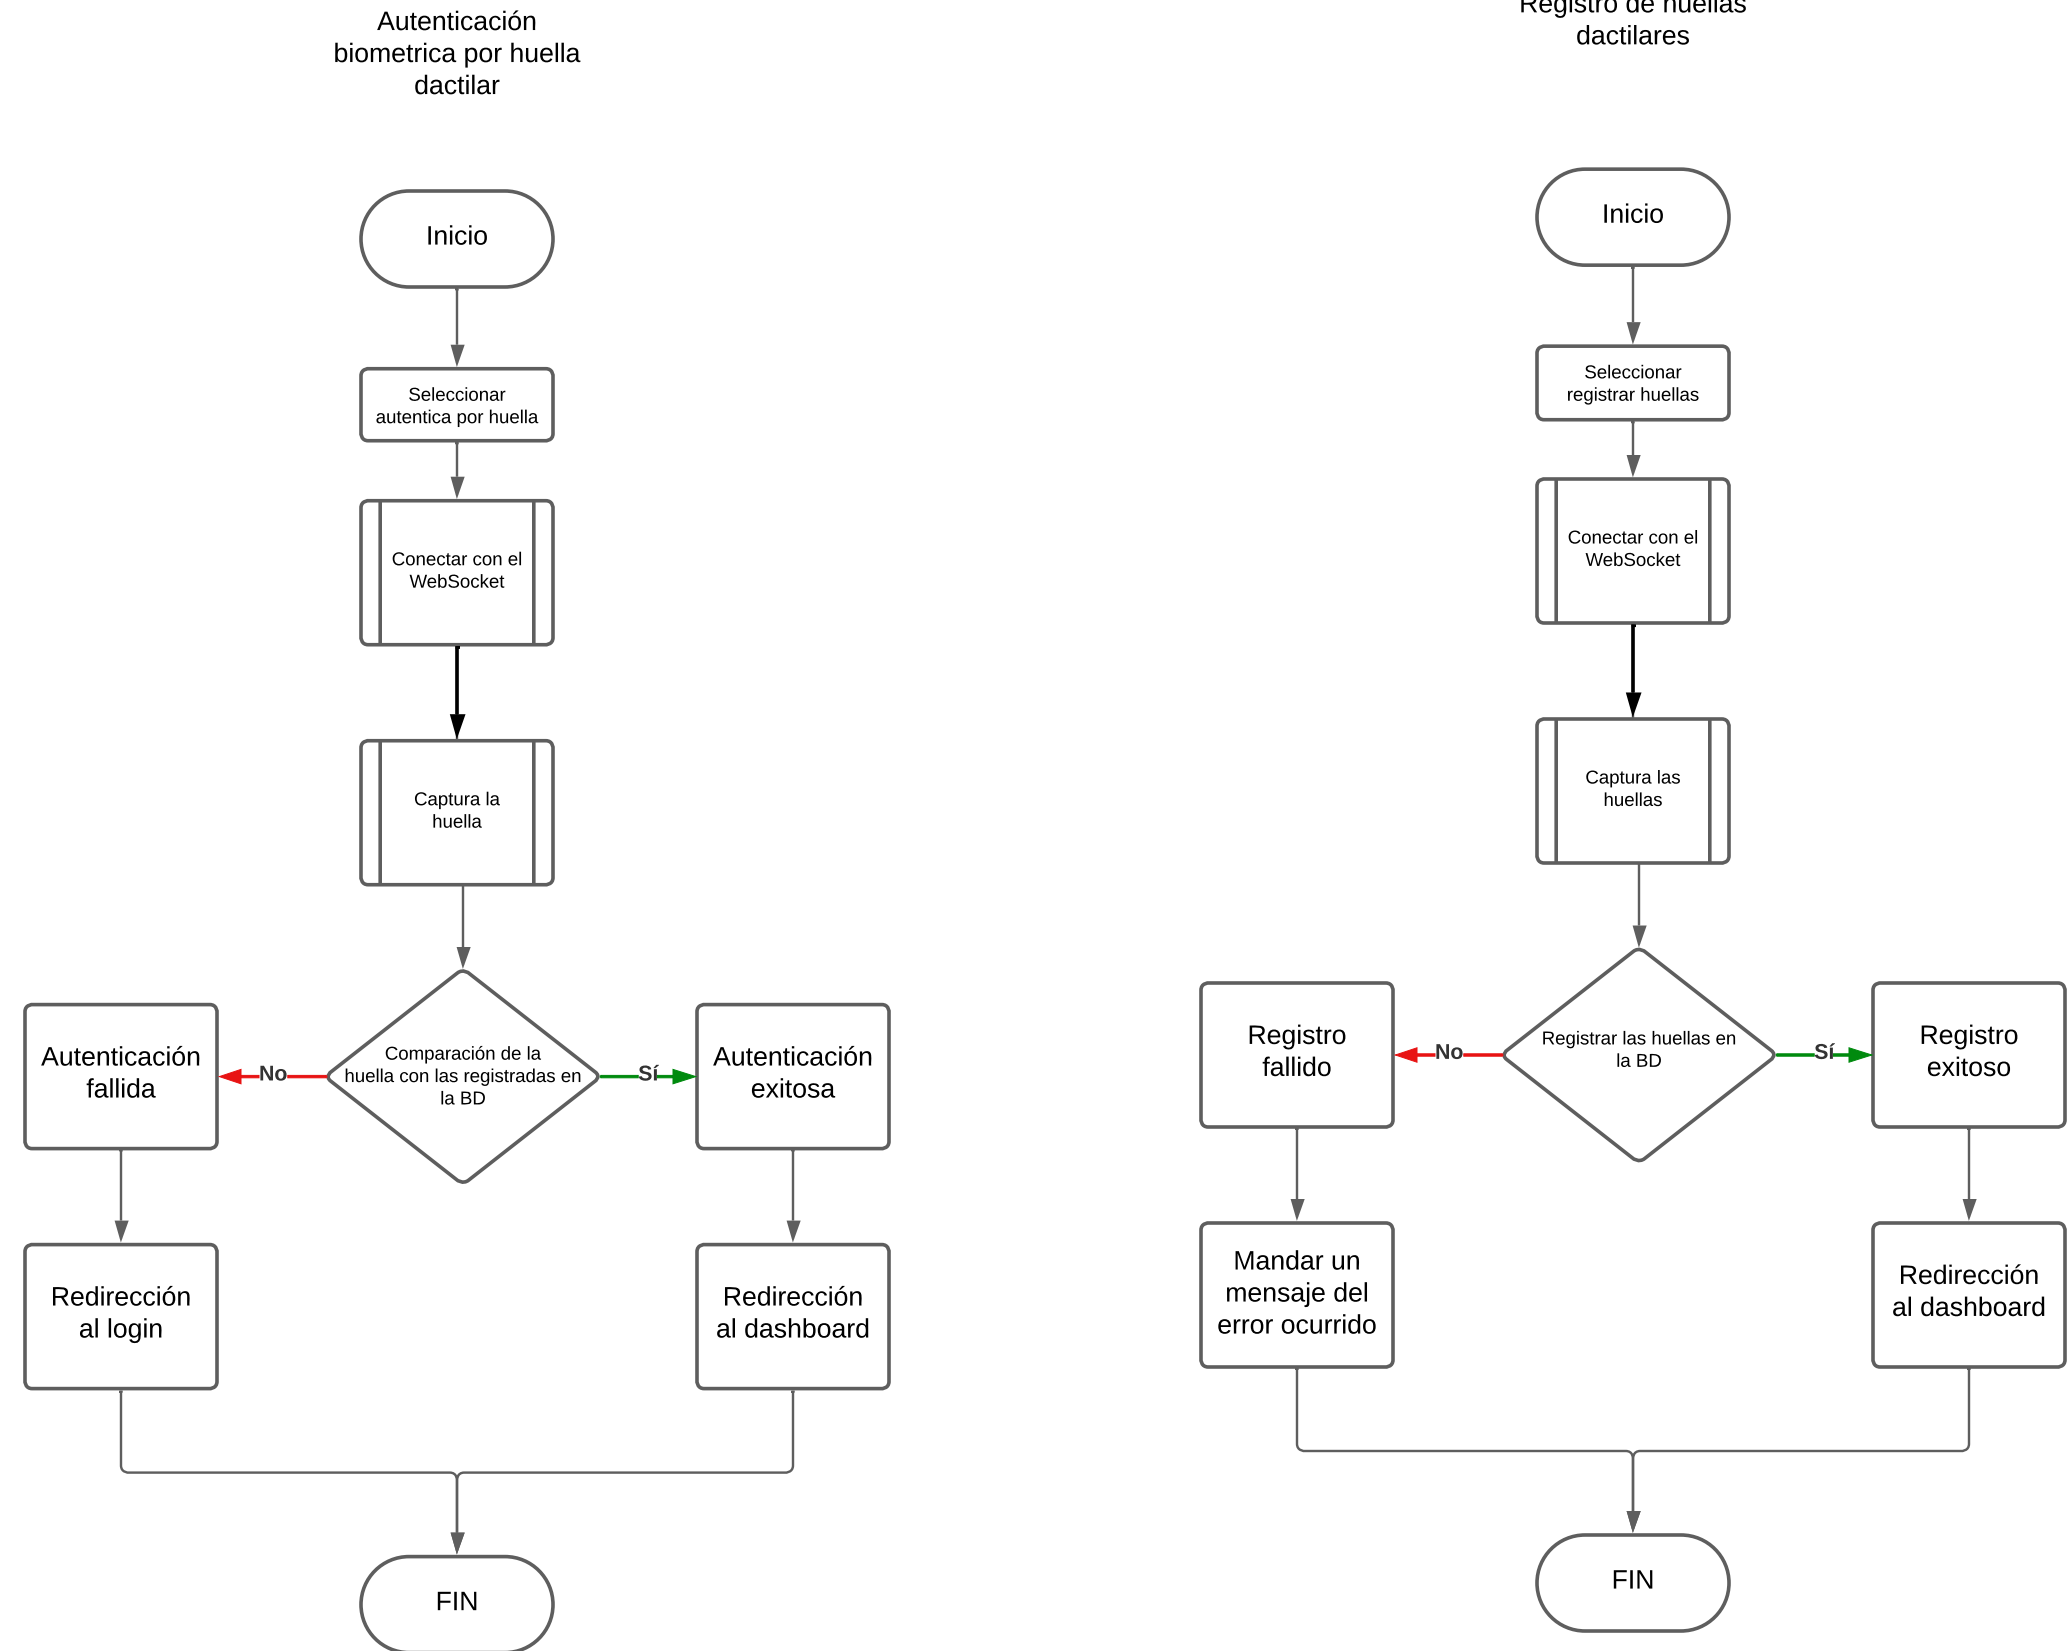 Autenticación
biometrica por huella
dactilar
Inicio
Seleccionar
autentica por huella
Conectar con el
WebSocket
Captura la
huella
Comparación de la
huella con las registradas en
la BD
No
Sí
Autenticación
fallida
Autenticación
exitosa
Redirección
al login
Redirección
al dashboard
FIN
Registro de huellas
dactilares
Inicio
Seleccionar
registrar huellas
Conectar con el
WebSocket
Captura las
huellas
Registrar las huellas en
la BD
No
Sí
Registro
fallido
Registro
exitoso
Mandar un
mensaje del
error ocurrido
Redirección
al dashboard
FIN